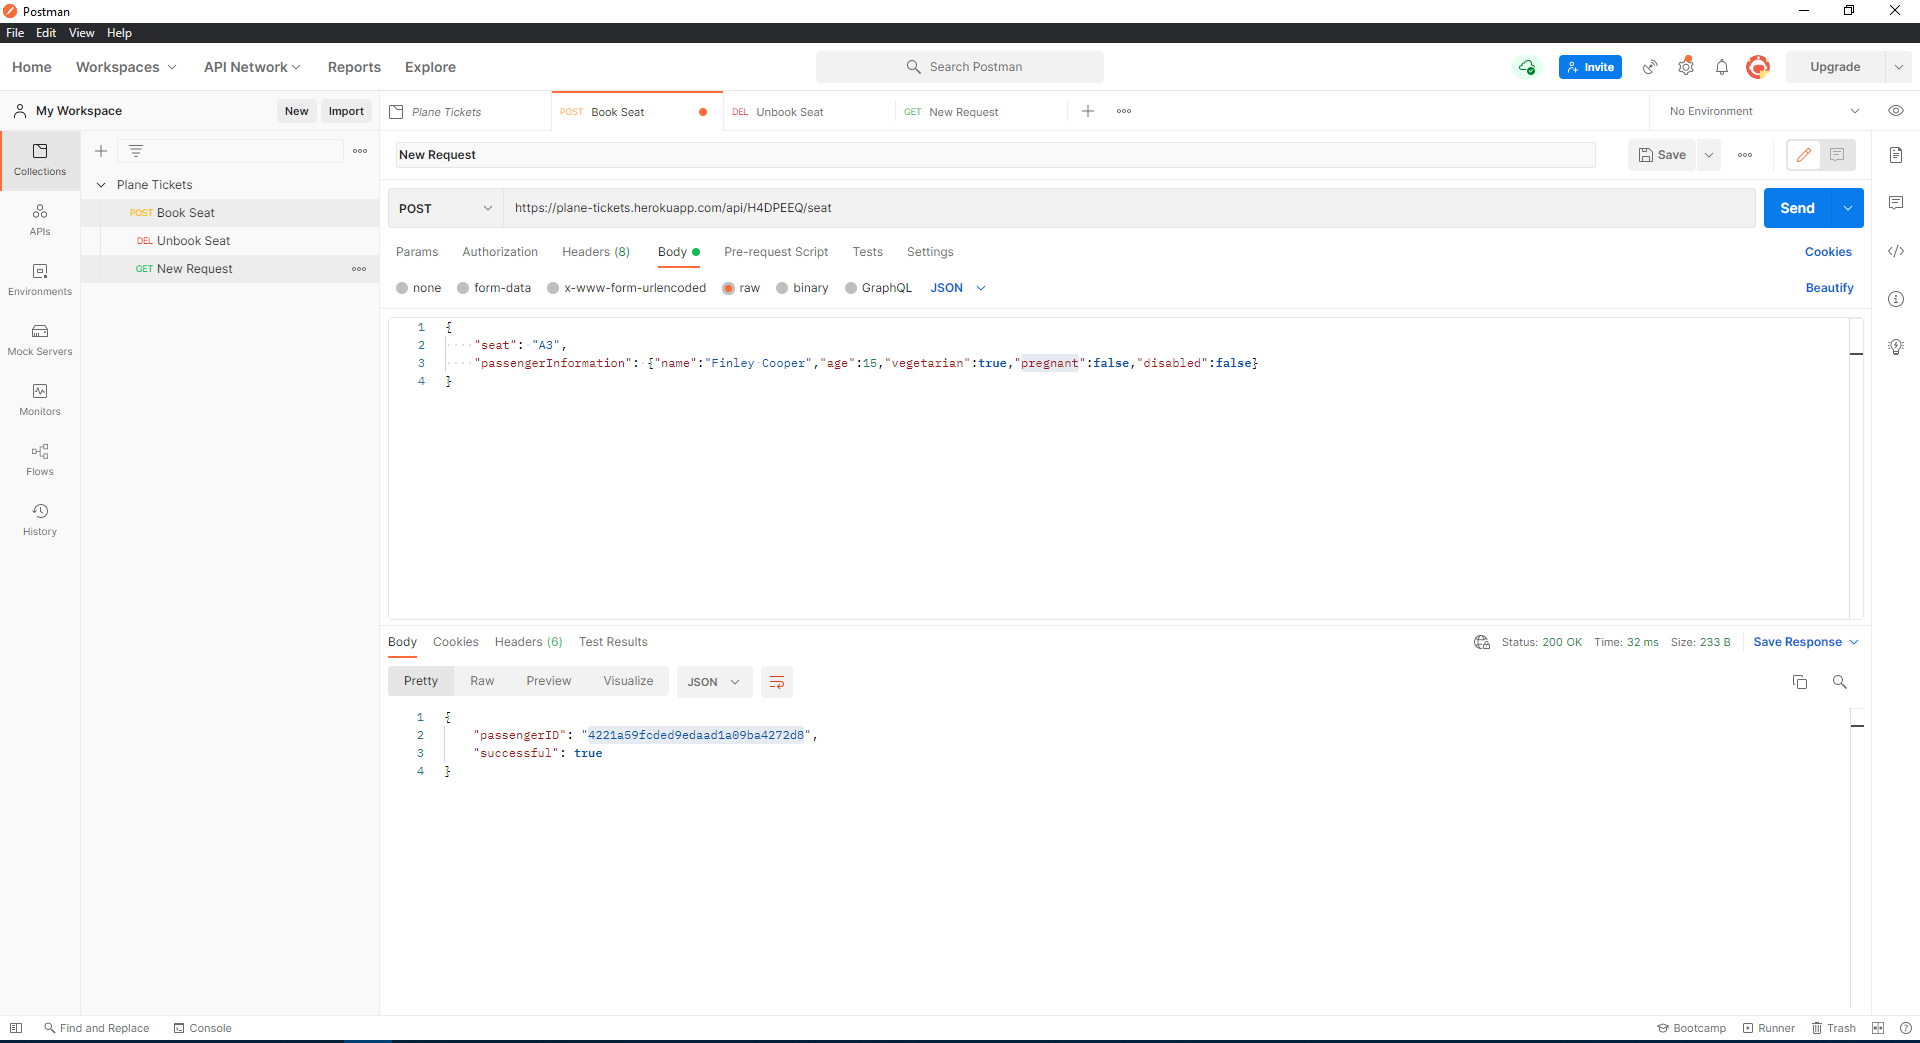 Postman
File Edit View Help
Home Workspaces API Network Reports Explore Search Postman Invite Upgrade
My Workspace New Import Plane Tickets POST Book Seat DEL Unbook Seat GET New Request No Environment
Collections
APIs
Environments
Mock Servers
Monitors
Flows
History
Plane Tickets
POST Book Seat
DEL Unbook Seat
GET New Request
New Request Save
POST https://plane-tickets.herokuapp.com/api/H4DPEEQ/seat Send
Params Authorization Headers (8) Body Pre-request Script Tests Settings Cookies
none form-data x-www-form-urlencoded raw binary GraphQL JSON Beautify
1 {
2 "seat": "A3",
3 "passengerInformation": {"name":"Finley Cooper","age":15,"vegetarian":true,"pregnant":false,"disabled":false}
4 }
Body Cookies Headers (6) Test Results Status: 200 OK Time: 32 ms Size: 233 B Save Response
Pretty Raw Preview Visualize JSON
1 {
2 "passengerID": "4221a59fcded9edaad1a09ba4272d8",
3 "successful": true
4 }
Find and Replace Console Bootcamp Runner Trash